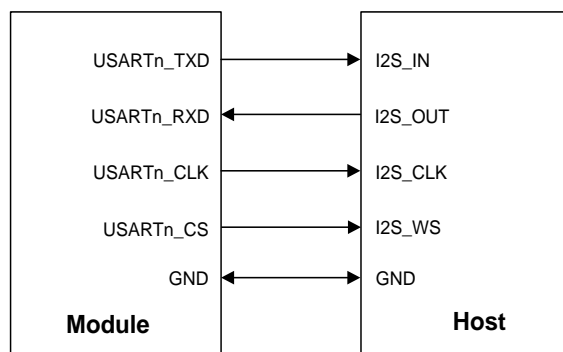 USARTn_TXD I2S_IN
USARTn_RXD I2S_OUT
USARTn_CLK I2S_CLK
USARTn_CS I2S_WS
GND GND
Module Host